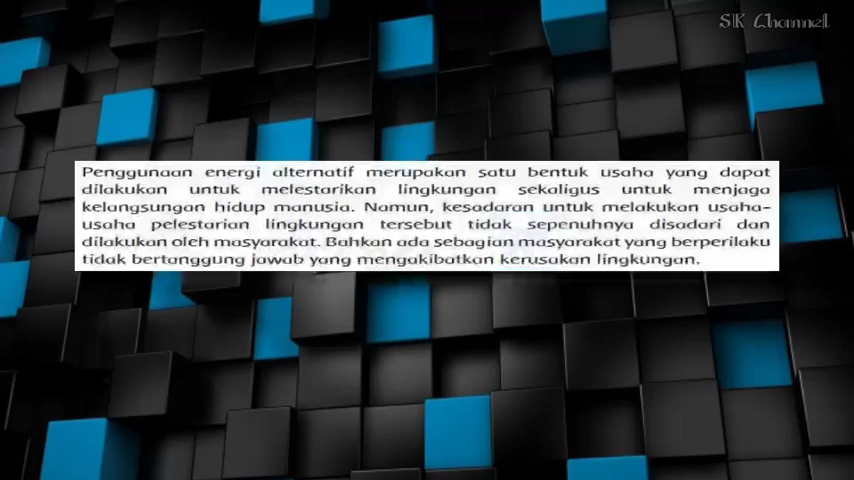 SK Channel
Penggunaan energi alternatif merupakan satu bentuk usaha yang dapat
dilakukan untuk melestarikan lingkungan sekaligus untuk menjaga
kelangsungan hidup manusia. Namun, kesadaran untuk melakukan usaha-
usaha pelestarian lingkungan tersebut tidak sepenuhnya disadari dan
dilakukan oleh masyarakat. Bahkan ada sebagian masyarakat yang berperilaku
tidak bertanggung jawab yang mengakibatkan kerusakan lingkungan.